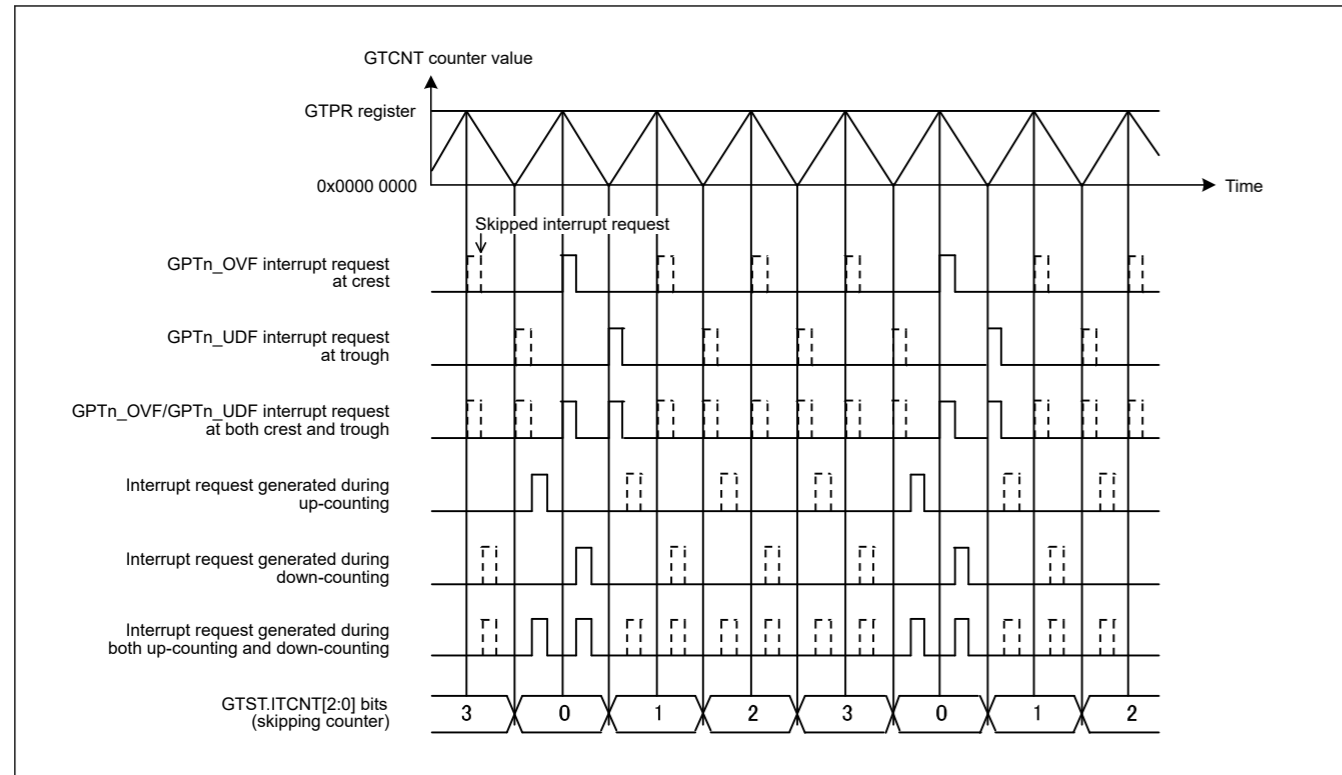 GTCNT counter value
GTPR register
0x0000 0000
Time
Skipped interrupt request
GPTn_OVF interrupt request
at crest
GPTn_UDF interrupt request
at trough
GPTn_OVF/GPTn_UDF interrupt request
at both crest and trough
Interrupt request generated during
up-counting
Interrupt request generated during
down-counting
Interrupt request generated during
both up-counting and down-counting
GTST.ITCNT[2:0] bits
(skipping counter)
3 0 1 2 3 0 1 2